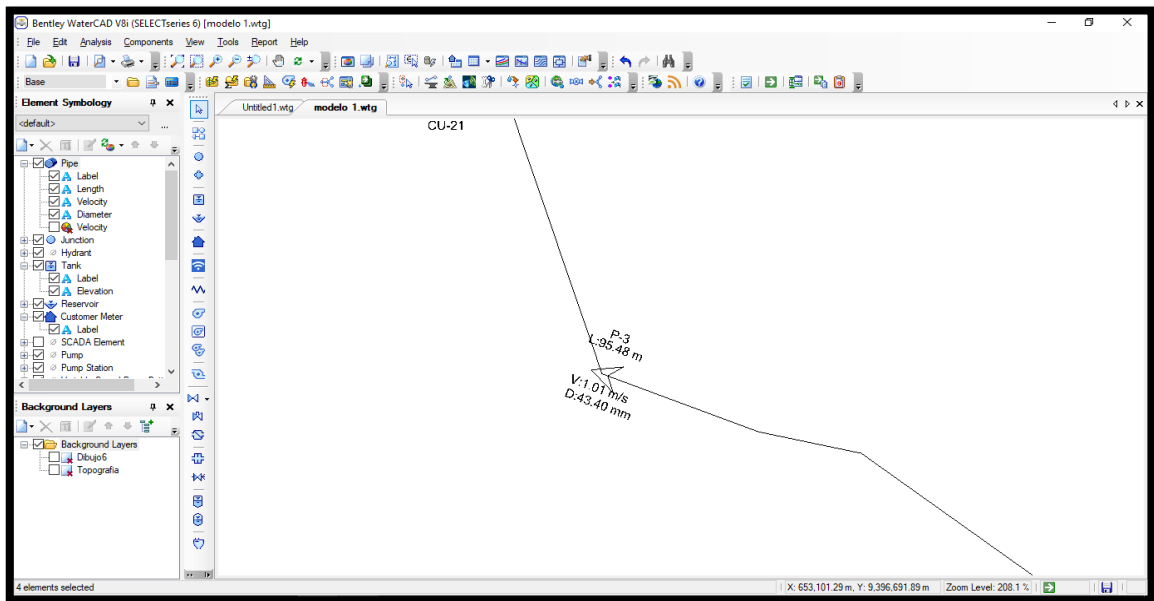 Bentley WaterCAD V8i (SELECTseries 6) [modelo 1.wtg]
File Edit Analysis Components View Tools Report Help
Base
Element Symbology
<default>
...
Pipe
Label
Length
Velocity
Diameter
Velocity
Junction
Hydrant
Tank
Label
Elevation
Reservoir
Customer Meter
Label
SCADA Element
Pump
Pump Station
Background Layers
Background Layers
Dibujo6
Topografia
Untitled1.wtg modelo 1.wtg
CU-21
P-3
L:95.48 m
V:1.01 m/s
D:43.40 mm
4 elements selected
X: 653,101.29 m, Y: 9,396,691.89 m Zoom Level: 208.1 %